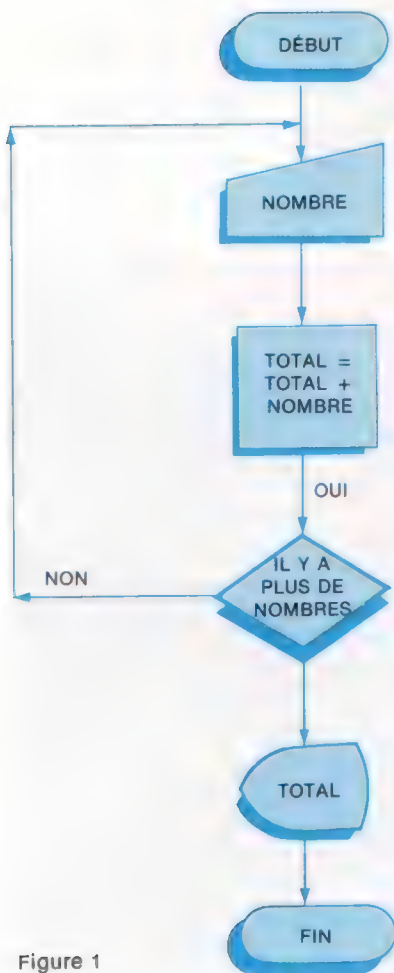 DÉBUT
NOMBRE
TOTAL =
TOTAL +
NOMBRE
OUI
IL Y A
PLUS DE
NOMBRES
NON
TOTAL
FIN
Figure 1